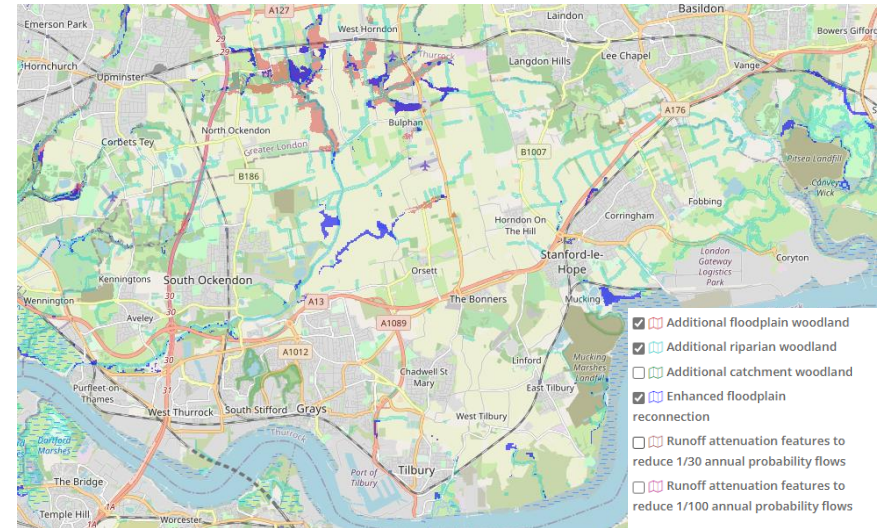 A127
Basildon
Emerson Park
Laindon
West Horndon
Bowers Gifford
29
29
Thurrock
Hornchurch
Langdon Hills
Lee Chapel
Vange
Upminster
A176
Bulphan
North Ockendon
Corbets Tey
Greater London
B1007
Pitsea Landfill
B186
Canvey Wick
Fobbing
Horndon On The Hill
Corringham
London Gateway Logistics Park
Stanford-le-Hope
Coryton
Orsett
Kenningtons
South Ockendon
Wennington
30
30
A13
The Bonners
Mucking
Aveley
A1089
31
A1012
Linford
Mucking Marshes Landfill
Chadwell St Mary
East Tilbury
Purfleet-on-Thames
West Thurrock
South Stifford
Grays
West Tilbury
Thurrock
Dartford Marshes
Port of Tilbury
Tilbury
The Bridge
1A
Temple Hill
1A
Worcester
Additional floodplain woodland
Additional riparian woodland
Additional catchment woodland
Enhanced floodplain
reconnection
Runoff attenuation features to
reduce 1/30 annual probability flows
Runoff attenuation features to
reduce 1/100 annual probability flows